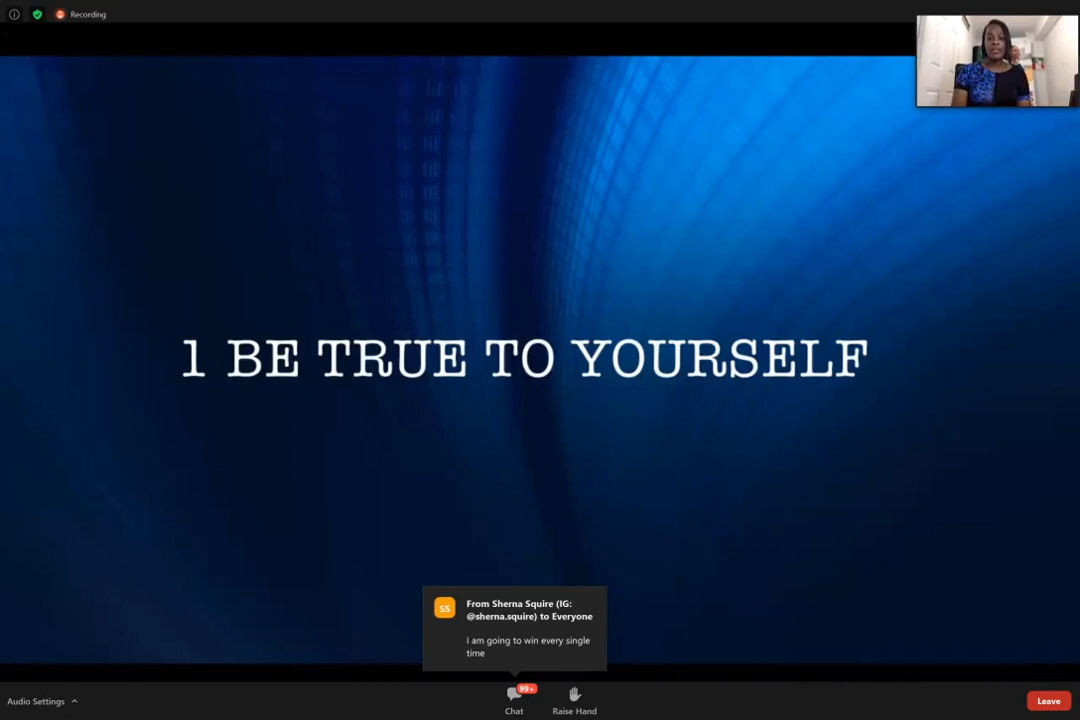 Recording
1 BE TRUE TO YOURSELF
SS
From Sherna Squire (IG:
@sherna.squire) to Everyone
I am going to win every single
time
Audio Settings
99+
Chat
Raise Hand
Leave